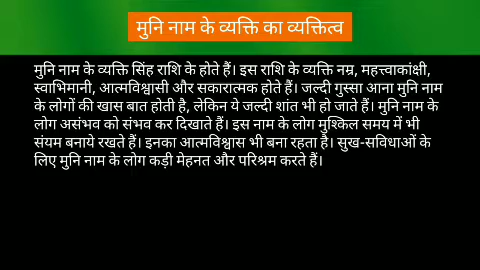 मुनि नाम के व्यक्ति का व्यक्तित्व
मुनि नाम के व्यक्ति सिंह राशि के होते हैं। इस राशि के व्यक्ति नम्र, महत्त्वाकांक्षी,
स्वाभिमानी, आत्मविश्वासी और सकारात्मक होते हैं। जल्दी गुस्सा आना मुनि नाम
के लोगों की खास बात होती है, लेकिन ये जल्दी शांत भी हो जाते हैं। मुनि नाम के
लोग असंभव को संभव कर दिखाते हैं। इस नाम के लोग मुश्किल समय में भी
संयम बनाये रखते हैं। इनका आत्मविश्वास भी बना रहता है। सुख-सविधाओं के
लिए मुनि नाम के लोग कड़ी मेहनत और परिश्रम करते हैं।